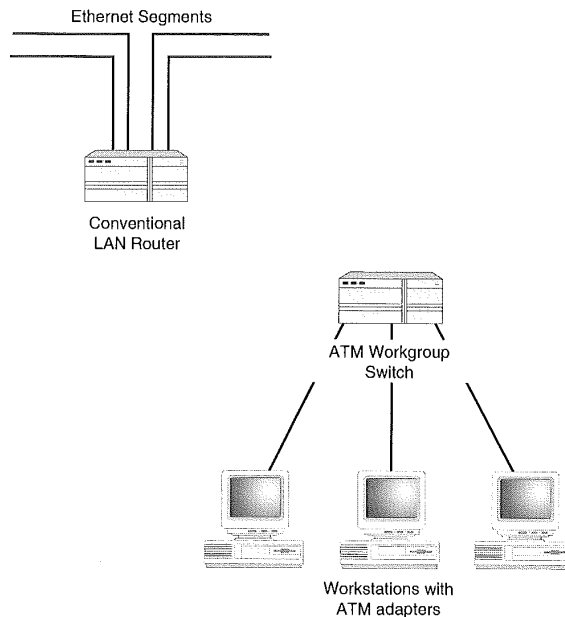 Ethernet Segments
Conventional
LAN Router
ATM Workgroup
Switch
Workstations with
ATM adapters